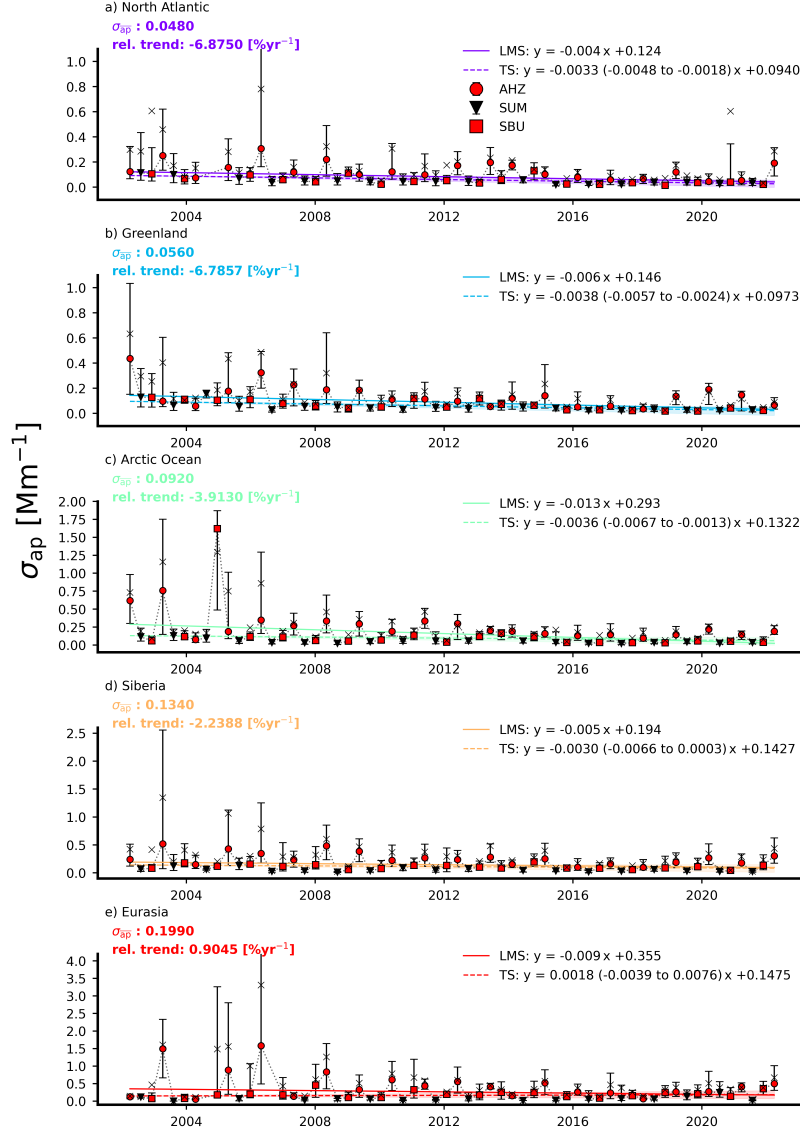 a) North Atlantic
σap : 0.0480
rel. trend: -6.8750 [%yr−1]
LMS: y = -0.004 x +0.124
TS: y = -0.0033 (-0.0048 to -0.0018) x +0.0940
AHZ
SUM
SBU
1.0
0.8
0.6
0.4
0.2
0.0
2004 2008 2012 2016 2020
b) Greenland
σap : 0.0560
rel. trend: -6.7857 [%yr−1]
LMS: y = -0.006 x +0.146
TS: y = -0.0038 (-0.0057 to -0.0024) x +0.0973
1.0
0.8
0.6
0.4
0.2
0.0
2004 2008 2012 2016 2020
σap [Mm−1]
c) Arctic Ocean
σap : 0.0920
rel. trend: -3.9130 [%yr−1]
LMS: y = -0.013 x +0.293
TS: y = -0.0036 (-0.0067 to -0.0013) x +0.1322
2.00
1.75
1.50
1.25
1.00
0.75
0.50
0.25
0.00
2004 2008 2012 2016 2020
d) Siberia
σap : 0.1340
rel. trend: -2.2388 [%yr−1]
LMS: y = -0.005 x +0.194
TS: y = -0.0030 (-0.0066 to 0.0003) x +0.1427
2.5
2.0
1.5
1.0
0.5
0.0
2004 2008 2012 2016 2020
e) Eurasia
σap : 0.1990
rel. trend: 0.9045 [%yr−1]
LMS: y = -0.009 x +0.355
TS: y = 0.0018 (-0.0039 to 0.0076) x +0.1475
4.0
3.5
3.0
2.5
2.0
1.5
1.0
0.5
0.0
2004 2008 2012 2016 2020